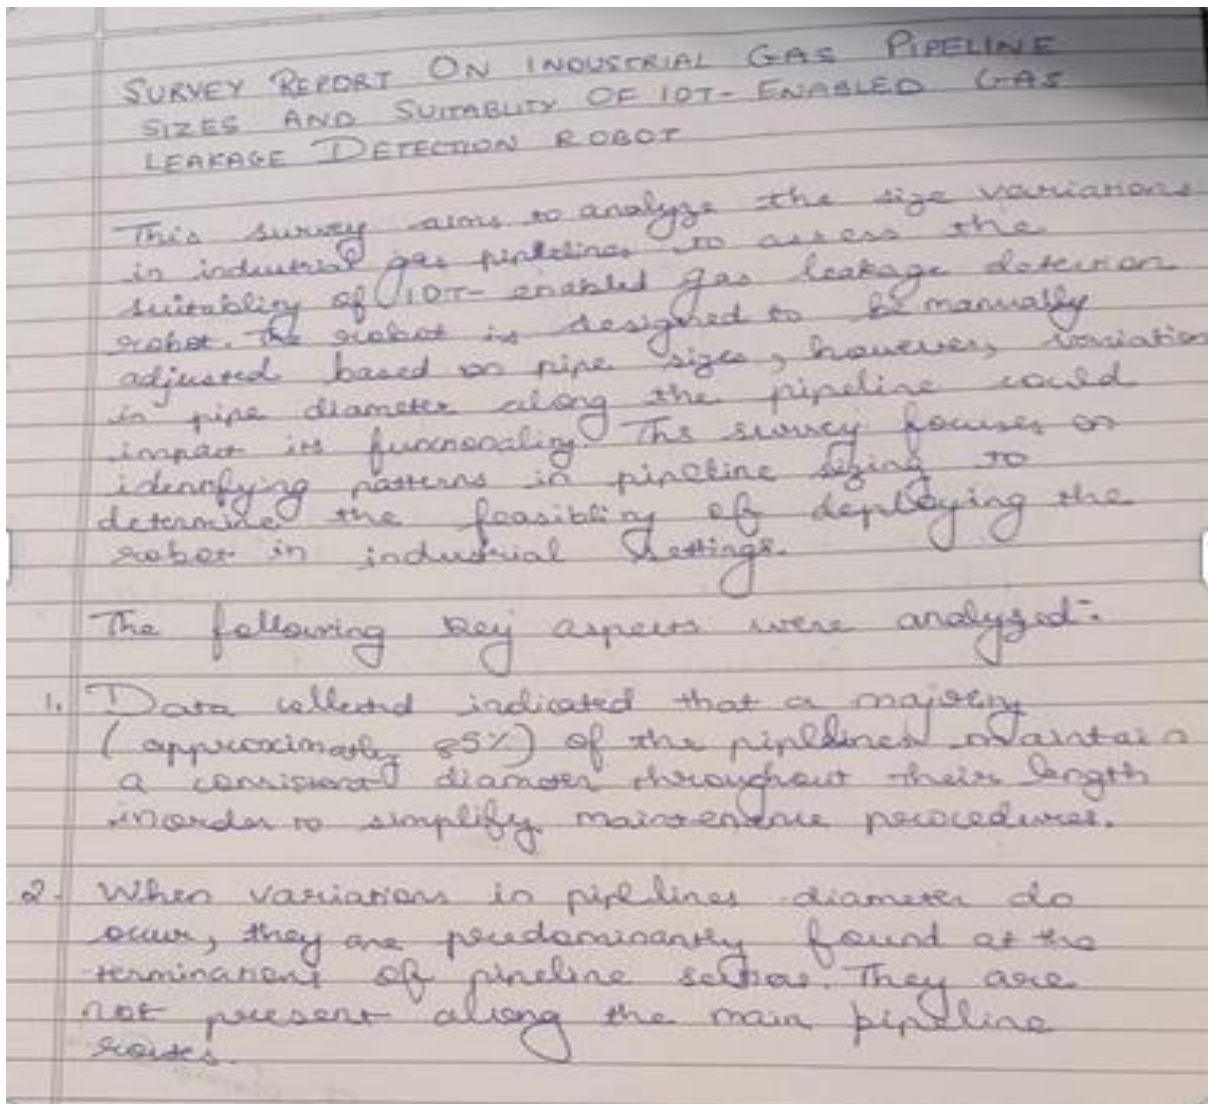 SURVEY REPORT ON INDUSTRIAL GAS PIPELINE
SIZES AND SUITABLITY OF IOT-ENABLED GAS
LEAKAGE DETECTION ROBOT
This survey aims to analyze the size variations
in industrial gas pipelines to assess the
suitablity of IOT-enabled gas leakage detection
robot. The robot is designed to be manually
adjusted based on pipe sizes, however, variation
in pipe diameter along the pipeline could
impact its functionality. The survey focuses on
identifying patterns in pipeline sizing to
determine the feasiblity of deploying the
robot in industrial settings.
The following key aspects were analyzed:-
1. Data collected indicated that a majority
(approximately 85%) of the pipelines maintain
a consistent diameter throughout their length
inorder to simplify maintenance procedures.
2. When variations in pipelines diameter do
occur, they are predominantly found at the
terminations of pipeline They are
not present along the main pipeline
routes.